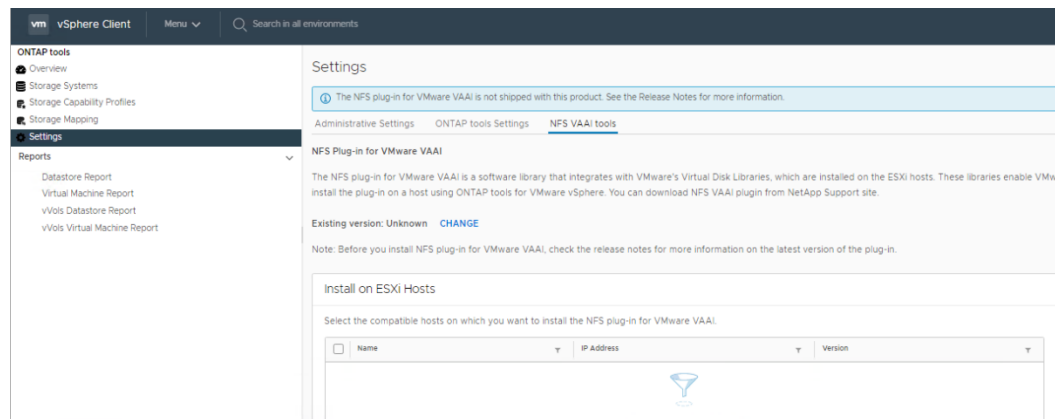 vm vSphere Client Menu Search in all environments
ONTAP tools
Overview
Storage Systems
Storage Capability Profiles
Storage Mapping
Settings
Reports
Datastore Report
Virtual Machine Report
vVols Datastore Report
vVols Virtual Machine Report
Settings
The NFS plug-in for VMware VAAI is not shipped with this product. See the Release Notes for more information.
Administrative Settings ONTAP tools Settings NFS VAAI tools
NFS Plug-in for VMware VAAI
The NFS plug-in for VMware VAAI is a software library that integrates with VMware's Virtual Disk Libraries, which are installed on the ESXi hosts. These libraries enable VMw
install the plug-in on a host using ONTAP tools for VMware vSphere. You can download NFS VAAI plugin from NetApp Support site.
Existing version: Unknown CHANGE
Note: Before you install NFS plug-in for VMware VAAI, check the release notes for more information on the latest version of the plug-in.
Install on ESXi Hosts
Select the compatible hosts on which you want to install the NFS plug-in for VMware VAAI.
Name IP Address Version